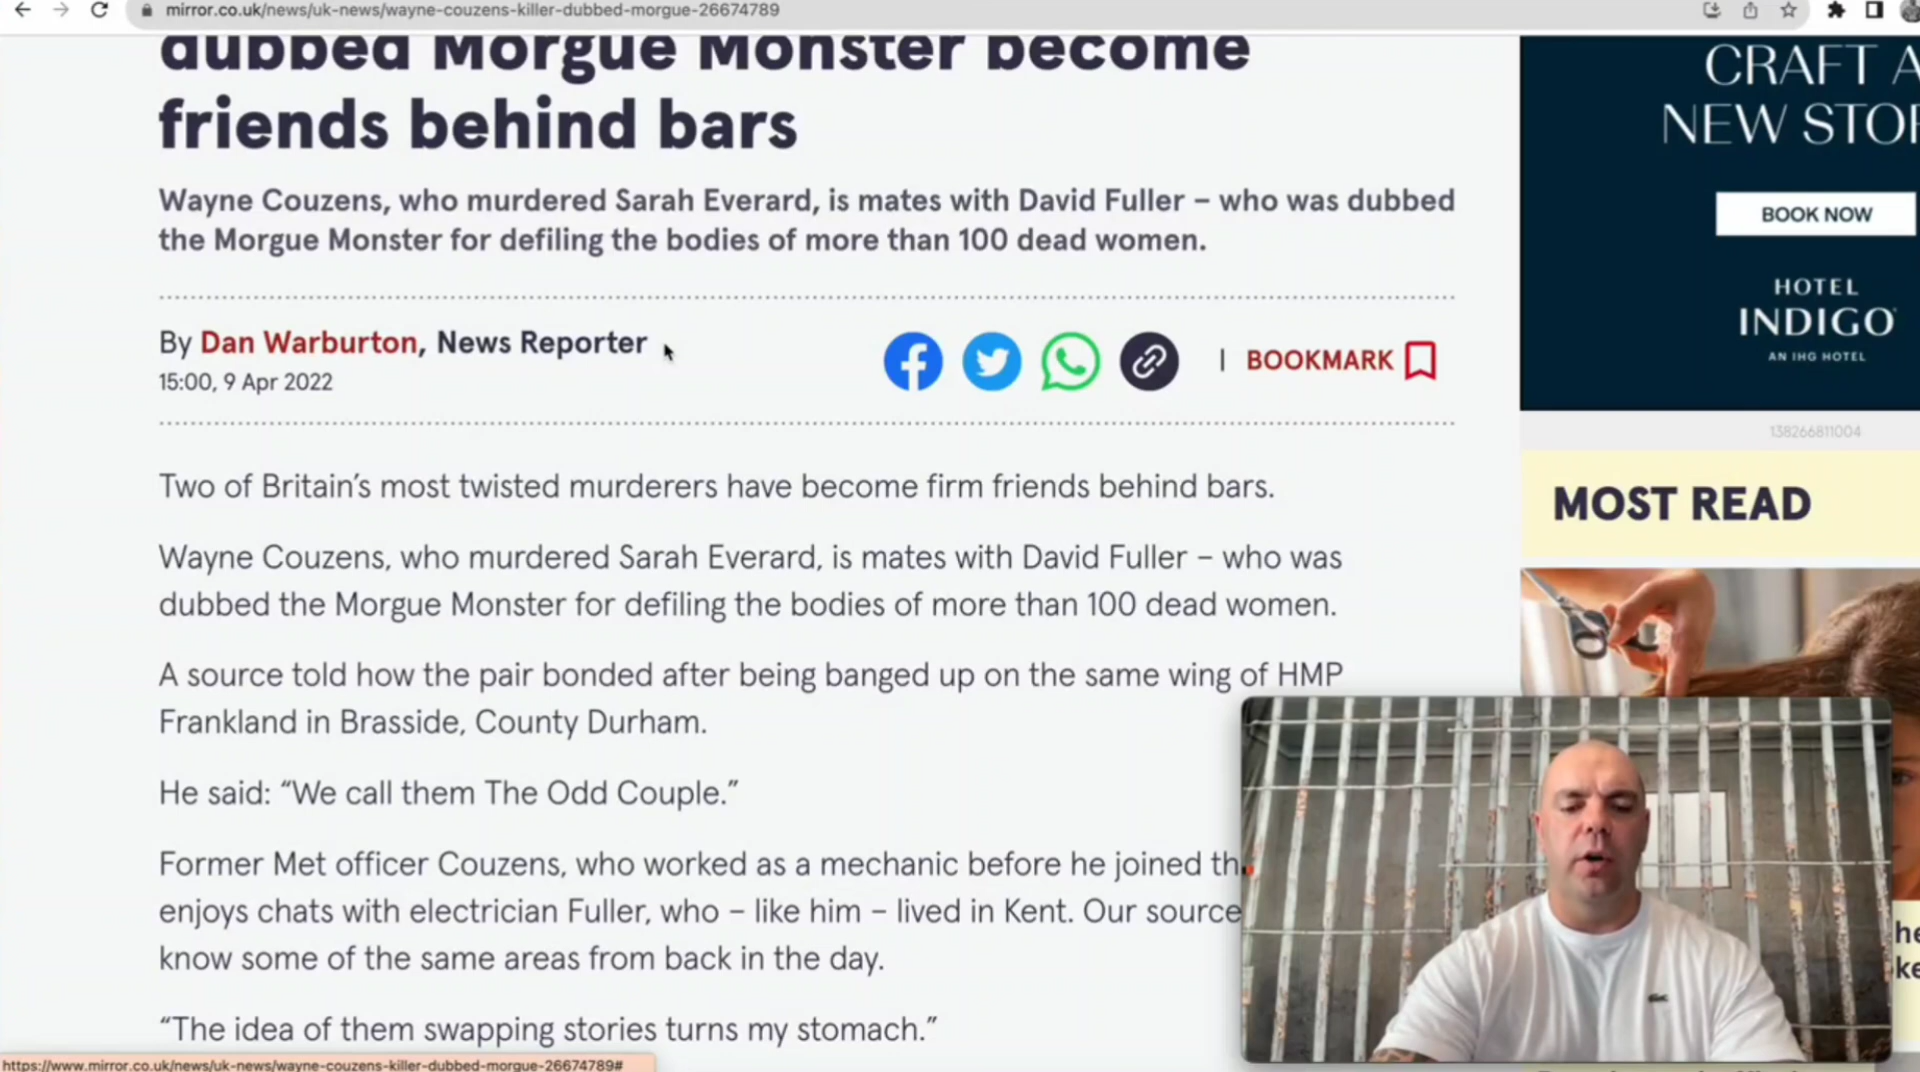 mirror.co.uk/news/uk-news/wayne-couzens-killer-dubbed-morgue-26674789
dubbed Morgue Monster become
friends behind bars
Wayne Couzens, who murdered Sarah Everard, is mates with David Fuller – who was dubbed
the Morgue Monster for defiling the bodies of more than 100 dead women.
By Dan Warburton, News Reporter
15:00, 9 Apr 2022
| BOOKMARK
Two of Britain’s most twisted murderers have become firm friends behind bars.
Wayne Couzens, who murdered Sarah Everard, is mates with David Fuller – who was
dubbed the Morgue Monster for defiling the bodies of more than 100 dead women.
A source told how the pair bonded after being banged up on the same wing of HMP
Frankland in Brasside, County Durham.
He said: “We call them The Odd Couple.”
Former Met officer Couzens, who worked as a mechanic before he joined th
enjoys chats with electrician Fuller, who – like him – lived in Kent. Our source
know some of the same areas from back in the day.
“The idea of them swapping stories turns my stomach.”
https://www.mirror.co.uk/news/uk-news/wayne-couzens-killer-dubbed-morgue-26674789#
CRAFT A
NEW STO
BOOK NOW
HOTEL
INDIGO
AN IHG HOTEL
138266811004
MOST READ
he
ke